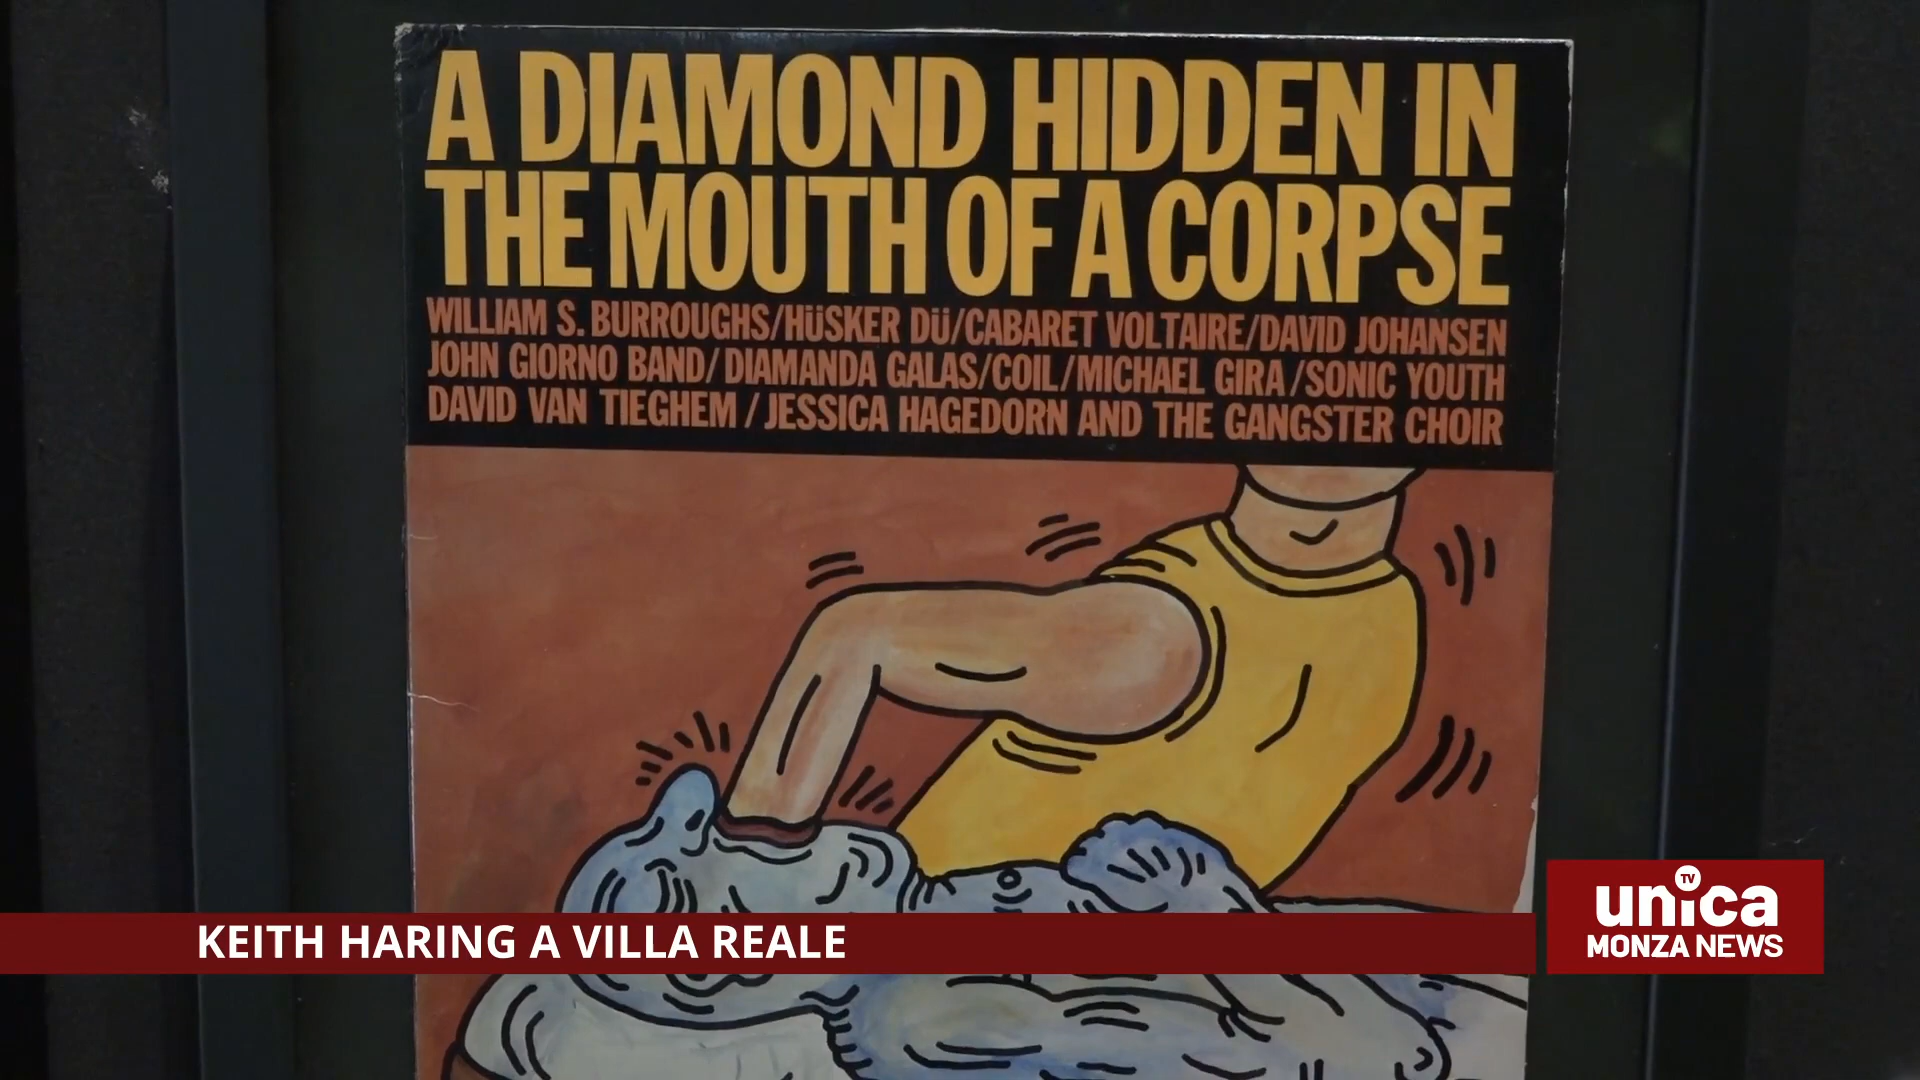 A DIAMOND HIDDEN IN
THE MOUTH OF A CORPSE
WILLIAM S. BURROUGHS/HÜSKER DÜ/CABARET VOLTAIRE/DAVID JOHANSEN
JOHN GIORNO BAND/DIAMANDA GALAS/COIL/MICHAEL GIRA/SONIC YOUTH
DAVID VAN TIEGHEM/JESSICA HAGEDORN AND THE GANGSTER CHOIR
KEITH HARING A VILLA REALE
TV
unica
MONZA NEWS